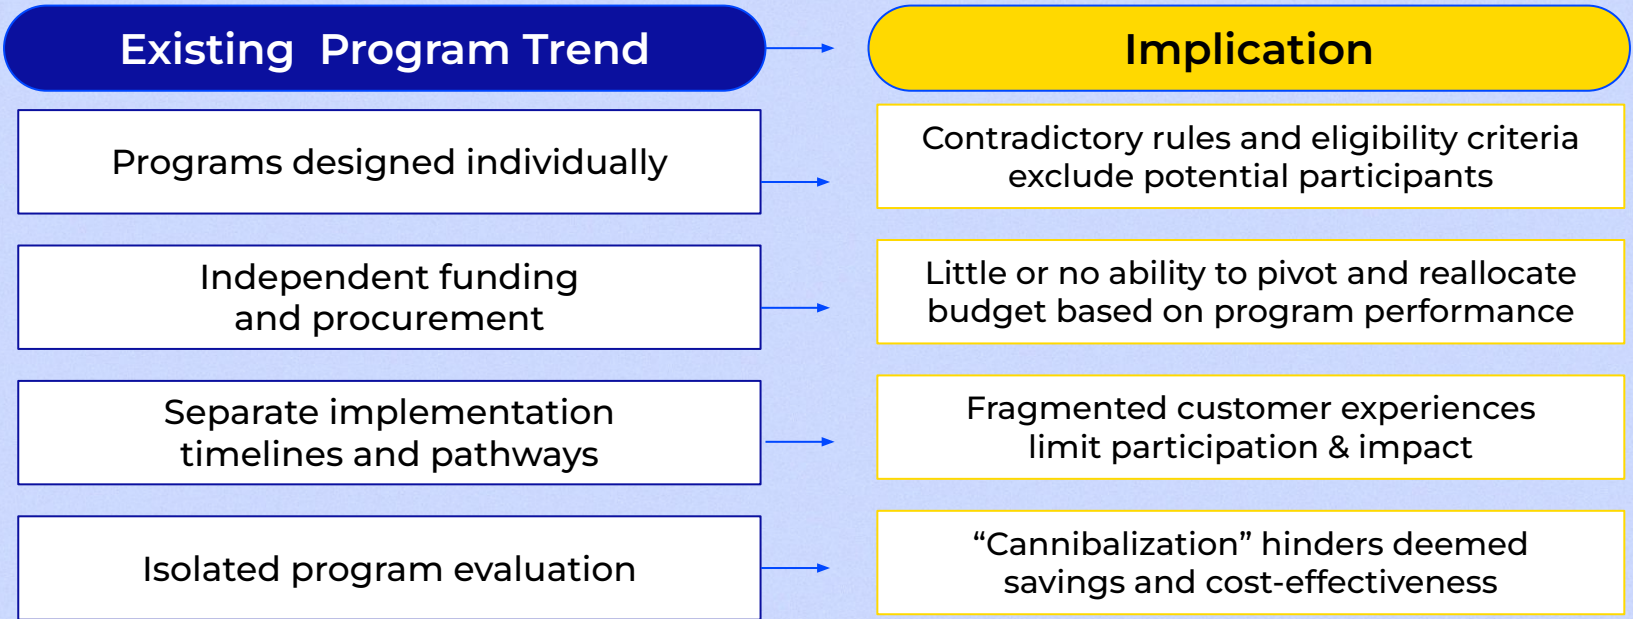 Existing Program Trend
Implication
Programs designed individually
Contradictory rules and eligibility criteria
exclude potential participants
Independent funding
and procurement
Little or no ability to pivot and reallocate
budget based on program performance
Separate implementation
timelines and pathways
Fragmented customer experiences
limit participation & impact
Isolated program evaluation
“Cannibalization” hinders deemed
savings and cost-effectiveness